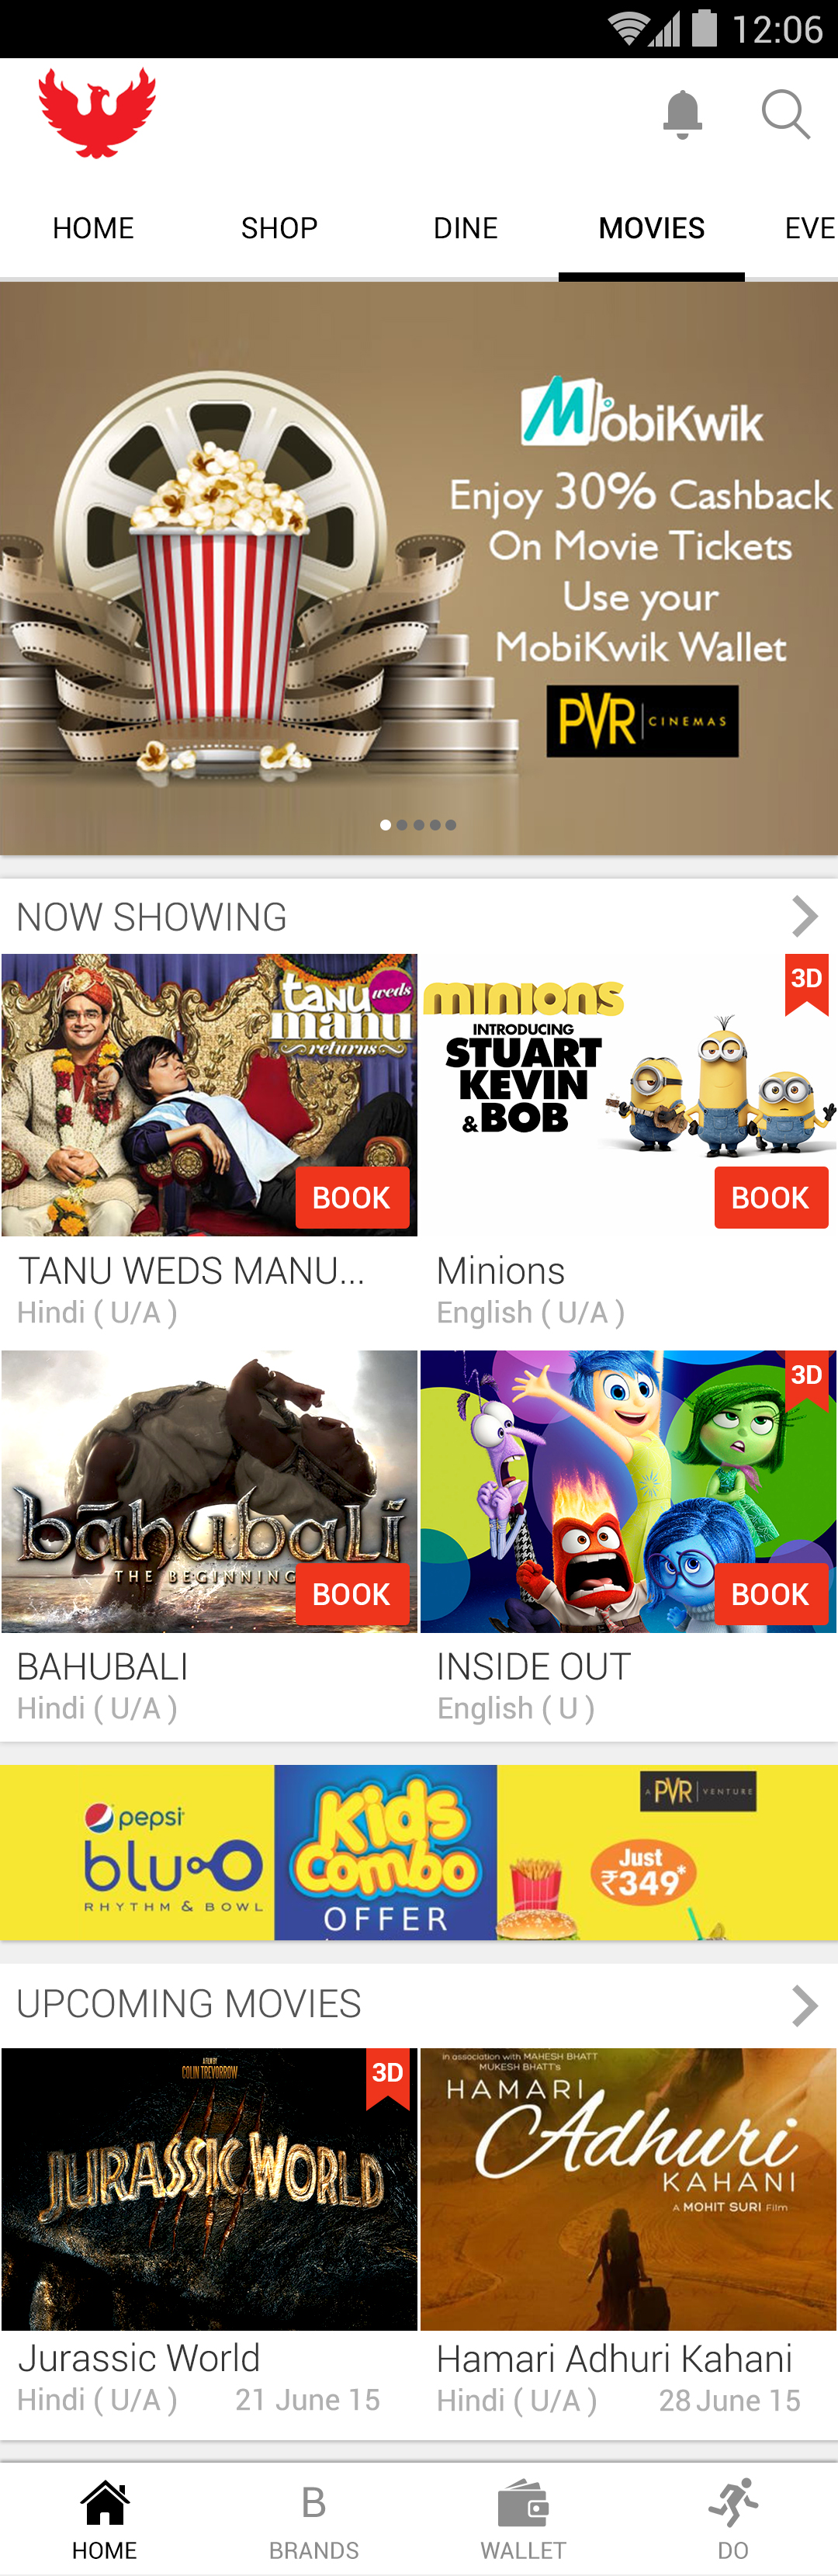 12:06
HOME SHOP DINE MOVIES EVE
MobiKwik
Enjoy 30% Cashback
On Movie Tickets
Use your
MobiKwik Wallet
PVR CINEMAS
NOW SHOWING
tanu weds
manu
returns
BOOK
minions
INTRODUCING
STUART
KEVIN
& BOB
3D
BOOK
TANU WEDS MANU...
Hindi ( U/A )
Minions
English ( U/A )
bāhubali
THE BEGINNING
BOOK
3D
BOOK
BAHUBALI
Hindi ( U/A )
INSIDE OUT
English ( U )
pepsi
bluO
RHYTHM & BOWL
Kids
Combo
OFFER
A PVR VENTURE
Just
₹349*
UPCOMING MOVIES
A FILM BY
COLIN TREVORROW
JURASSIC WORLD
3D
in association with MAHESH BHATT
MUKESH BHATT's
HAMARI
Adhuri
KAHANI
A MOHIT SURI Film
Jurassic World
Hindi ( U/A ) 21 June 15
Hamari Adhuri Kahani
Hindi ( U/A ) 28 June 15
B
HOME BRANDS WALLET DO